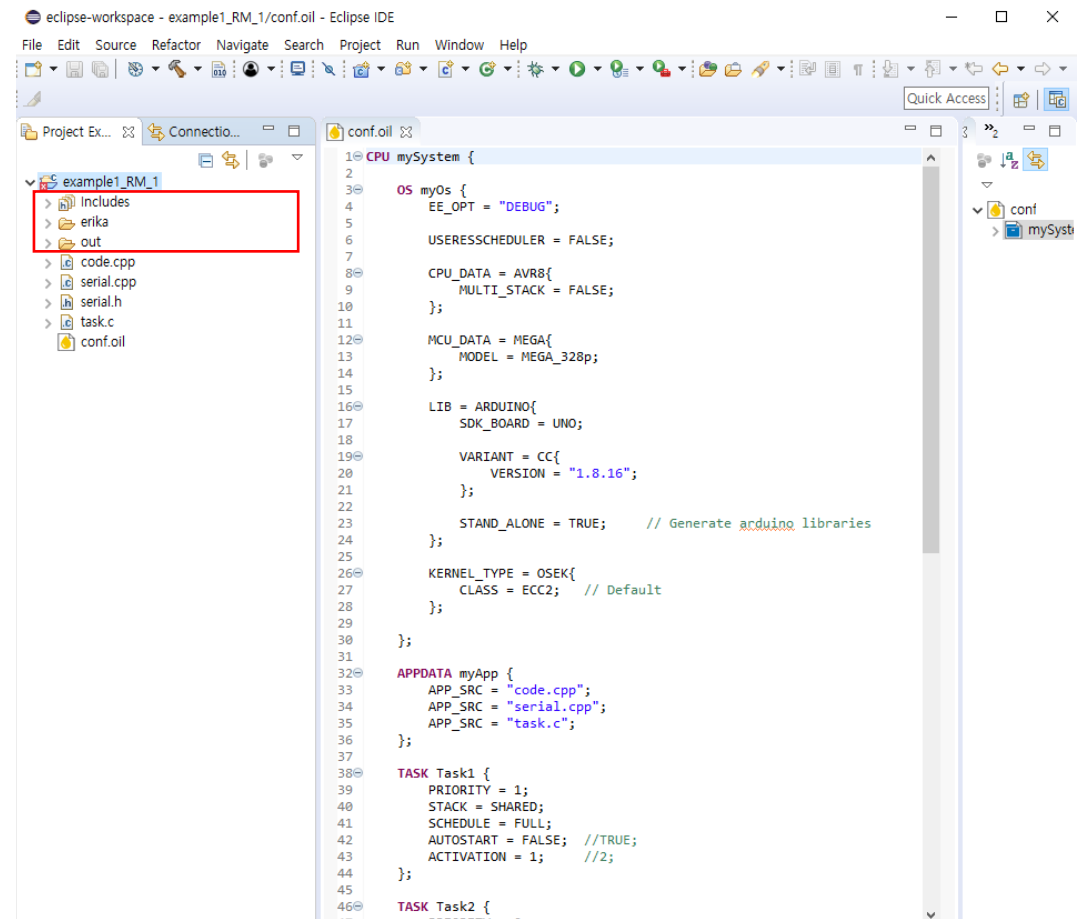 eclipse-workspace - example1_RM_1/conf.oil - Eclipse IDE
File Edit Source Refactor Navigate Search Project Run Window Help
Quick Access
Project Ex... Connectio... conf.oil
example1_RM_1
Includes
erika
out
code.cpp
serial.cpp
serial.h
task.c
conf.oil
1 CPU mySystem {
2
3 OS myOs {
4 EE_OPT = "DEBUG";
5
6 USERESSCHEDULER = FALSE;
7
8 CPU_DATA = AVR8{
9 MULTI_STACK = FALSE;
10 };
11
12 MCU_DATA = MEGA{
13 MODEL = MEGA_328p;
14 };
15
16 LIB = ARDUINO{
17 SDK_BOARD = UNO;
18
19 VARIANT = CC{
20 VERSION = "1.8.16";
21 };
22
23 STAND_ALONE = TRUE; // Generate arduino libraries
24 };
25
26 KERNEL_TYPE = OSEK{
27 CLASS = ECC2; // Default
28 };
29
30 };
31
32 APPDATA myApp {
33 APP_SRC = "code.cpp";
34 APP_SRC = "serial.cpp";
35 APP_SRC = "task.c";
36 };
37
38 TASK Task1 {
39 PRIORITY = 1;
40 STACK = SHARED;
41 SCHEDULE = FULL;
42 AUTOSTART = FALSE; //TRUE;
43 ACTIVATION = 1; //2;
44 };
45
46 TASK Task2 {
conf
mySyst